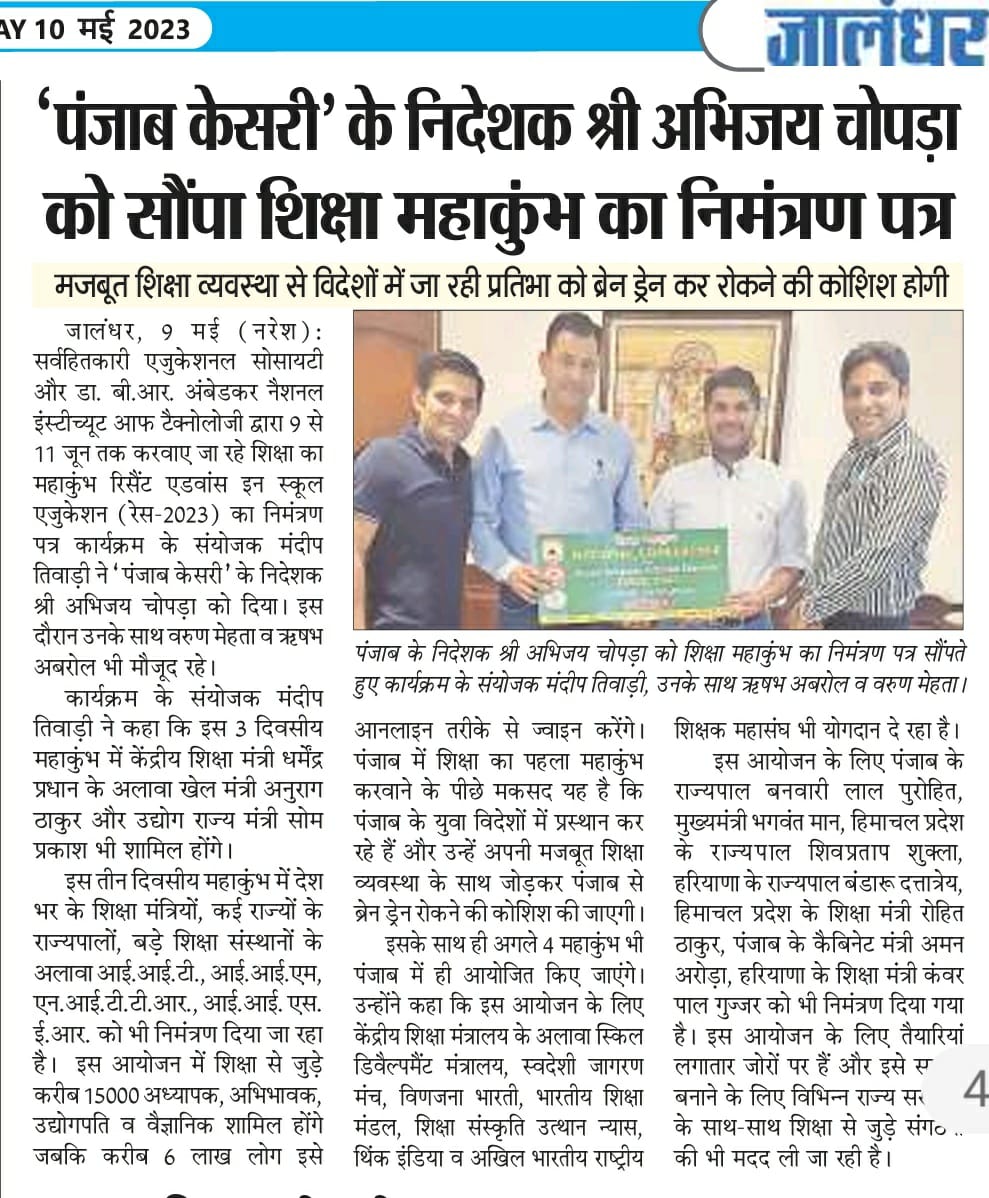 AY 10 मई 2023
जालंधर
‘पंजाब केसरी’ के निदेशक श्री अभिजय चोपड़ा
को सौंपा शिक्षा महाकुंभ का निमंत्रण पत्र
मजबूत शिक्षा व्यवस्था से विदेशों में जा रही प्रतिभा को ब्रेन ड्रेन कर रोकने की कोशिश होगी
जालंधर, 9 मई (नरेश):
सर्वहितकारी एजुकेशनल सोसायटी
और डा. बी.आर. अंबेडकर नैशनल
इंस्टीच्यूट आफ टैक्नोलोजी द्वारा 9 से
11 जून तक करवाए जा रहे शिक्षा का
महाकुंभ रिसैंट एडवांस इन स्कूल
एजुकेशन (रेस-2023) का निमंत्रण
पत्र कार्यक्रम के संयोजक मंदीप
तिवाड़ी ने ‘पंजाब केसरी’ के निदेशक
श्री अभिजय चोपड़ा को दिया। इस
दौरान उनके साथ वरुण मेहता व ऋषभ
अबरोल भी मौजूद रहे।
कार्यक्रम के संयोजक मंदीप
तिवाड़ी ने कहा कि इस 3 दिवसीय
महाकुंभ में केंद्रीय शिक्षा मंत्री धर्मेंद्र
प्रधान के अलावा खेल मंत्री अनुराग
ठाकुर और उद्योग राज्य मंत्री सोम
प्रकाश भी शामिल होंगे।
इस तीन दिवसीय महाकुंभ में देश
भर के शिक्षा मंत्रियों, कई राज्यों के
राज्यपालों, बड़े शिक्षा संस्थानों के
अलावा आई.आई.टी., आई.आई.एम,
एन.आई.टी.टी.आर., आई.आई. एस.
ई.आर. को भी निमंत्रण दिया जा रहा
है। इस आयोजन में शिक्षा से जुड़े
करीब 15000 अध्यापक, अभिभावक,
उद्योगपति व वैज्ञानिक शामिल होंगे
जबकि करीब 6 लाख लोग इसे
पंजाब के निदेशक श्री अभिजय चोपड़ा को शिक्षा महाकुंभ का निमंत्रण पत्र सौंपते
हुए कार्यक्रम के संयोजक मंदीप तिवाड़ी, उनके साथ ऋषभ अबरोल व वरुण मेहता।
आनलाइन तरीके से ज्वाइन करेंगे।
पंजाब में शिक्षा का पहला महाकुंभ
करवाने के पीछे मकसद यह है कि
पंजाब के युवा विदेशों में प्रस्थान कर
रहे हैं और उन्हें अपनी मजबूत शिक्षा
व्यवस्था के साथ जोड़कर पंजाब से
ब्रेन ड्रेन रोकने की कोशिश की जाएगी।
इसके साथ ही अगले 4 महाकुंभ भी
पंजाब में ही आयोजित किए जाएंगे।
उन्होंने कहा कि इस आयोजन के लिए
केंद्रीय शिक्षा मंत्रालय के अलावा स्किल
डिवैल्पमैंट मंत्रालय, स्वदेशी जागरण
मंच, विणजना भारती, भारतीय शिक्षा
मंडल, शिक्षा संस्कृति उत्थान न्यास,
थिंक इंडिया व अखिल भारतीय राष्ट्रीय
शिक्षक महासंघ भी योगदान दे रहा है।
इस आयोजन के लिए पंजाब के
राज्यपाल बनवारी लाल पुरोहित,
मुख्यमंत्री भगवंत मान, हिमाचल प्रदेश
के राज्यपाल शिवप्रताप शुक्ला,
हरियाणा के राज्यपाल बंडारू दत्तात्रेय,
हिमाचल प्रदेश के शिक्षा मंत्री रोहित
ठाकुर, पंजाब के कैबिनेट मंत्री अमन
अरोड़ा, हरियाणा के शिक्षा मंत्री कंवर
पाल गुज्जर को भी निमंत्रण दिया गया
है। इस आयोजन के लिए तैयारियां
लगातार जोरों पर हैं और इसे
बनाने के लिए विभिन्न राज्य
के साथ-साथ शिक्षा से जुड़े
की भी मदद ली जा रही है।
4